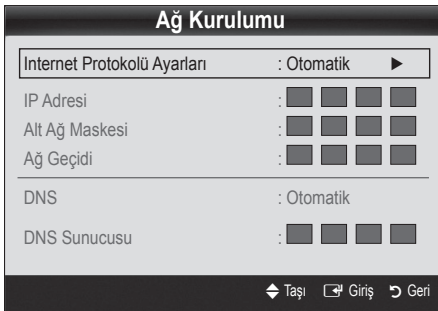 Ağ Kurulumu
Internet Protokolü Ayarları : Otomatik ►
IP Adresi :
Alt Ağ Maskesi :
Ağ Geçidi :
DNS : Otomatik
DNS Sunucusu :
Taşı Giriş Geri